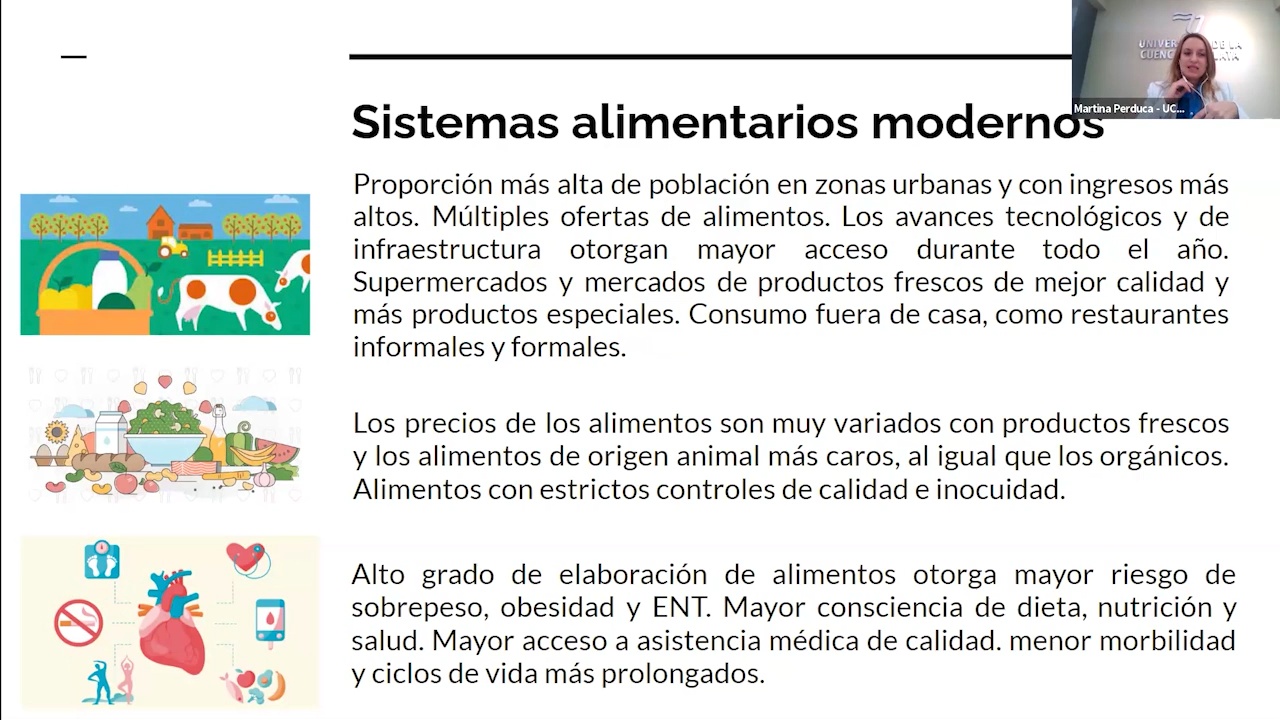 UNIVER DE LA
CUENC LAYA
Martina Perduca - UC...
Sistemas alimentarios modernos
Proporción más alta de población en zonas urbanas y con ingresos más
altos. Múltiples ofertas de alimentos. Los avances tecnológicos y de
infraestructura otorgan mayor acceso durante todo el año.
Supermercados y mercados de productos frescos de mejor calidad y
más productos especiales. Consumo fuera de casa, como restaurantes
informales y formales.
Los precios de los alimentos son muy variados con productos frescos
y los alimentos de origen animal más caros, al igual que los orgánicos.
Alimentos con estrictos controles de calidad e inocuidad.
Alto grado de elaboración de alimentos otorga mayor riesgo de
sobrepeso, obesidad y ENT. Mayor consciencia de dieta, nutrición y
salud. Mayor acceso a asistencia médica de calidad. menor morbilidad
y ciclos de vida más prolongados.